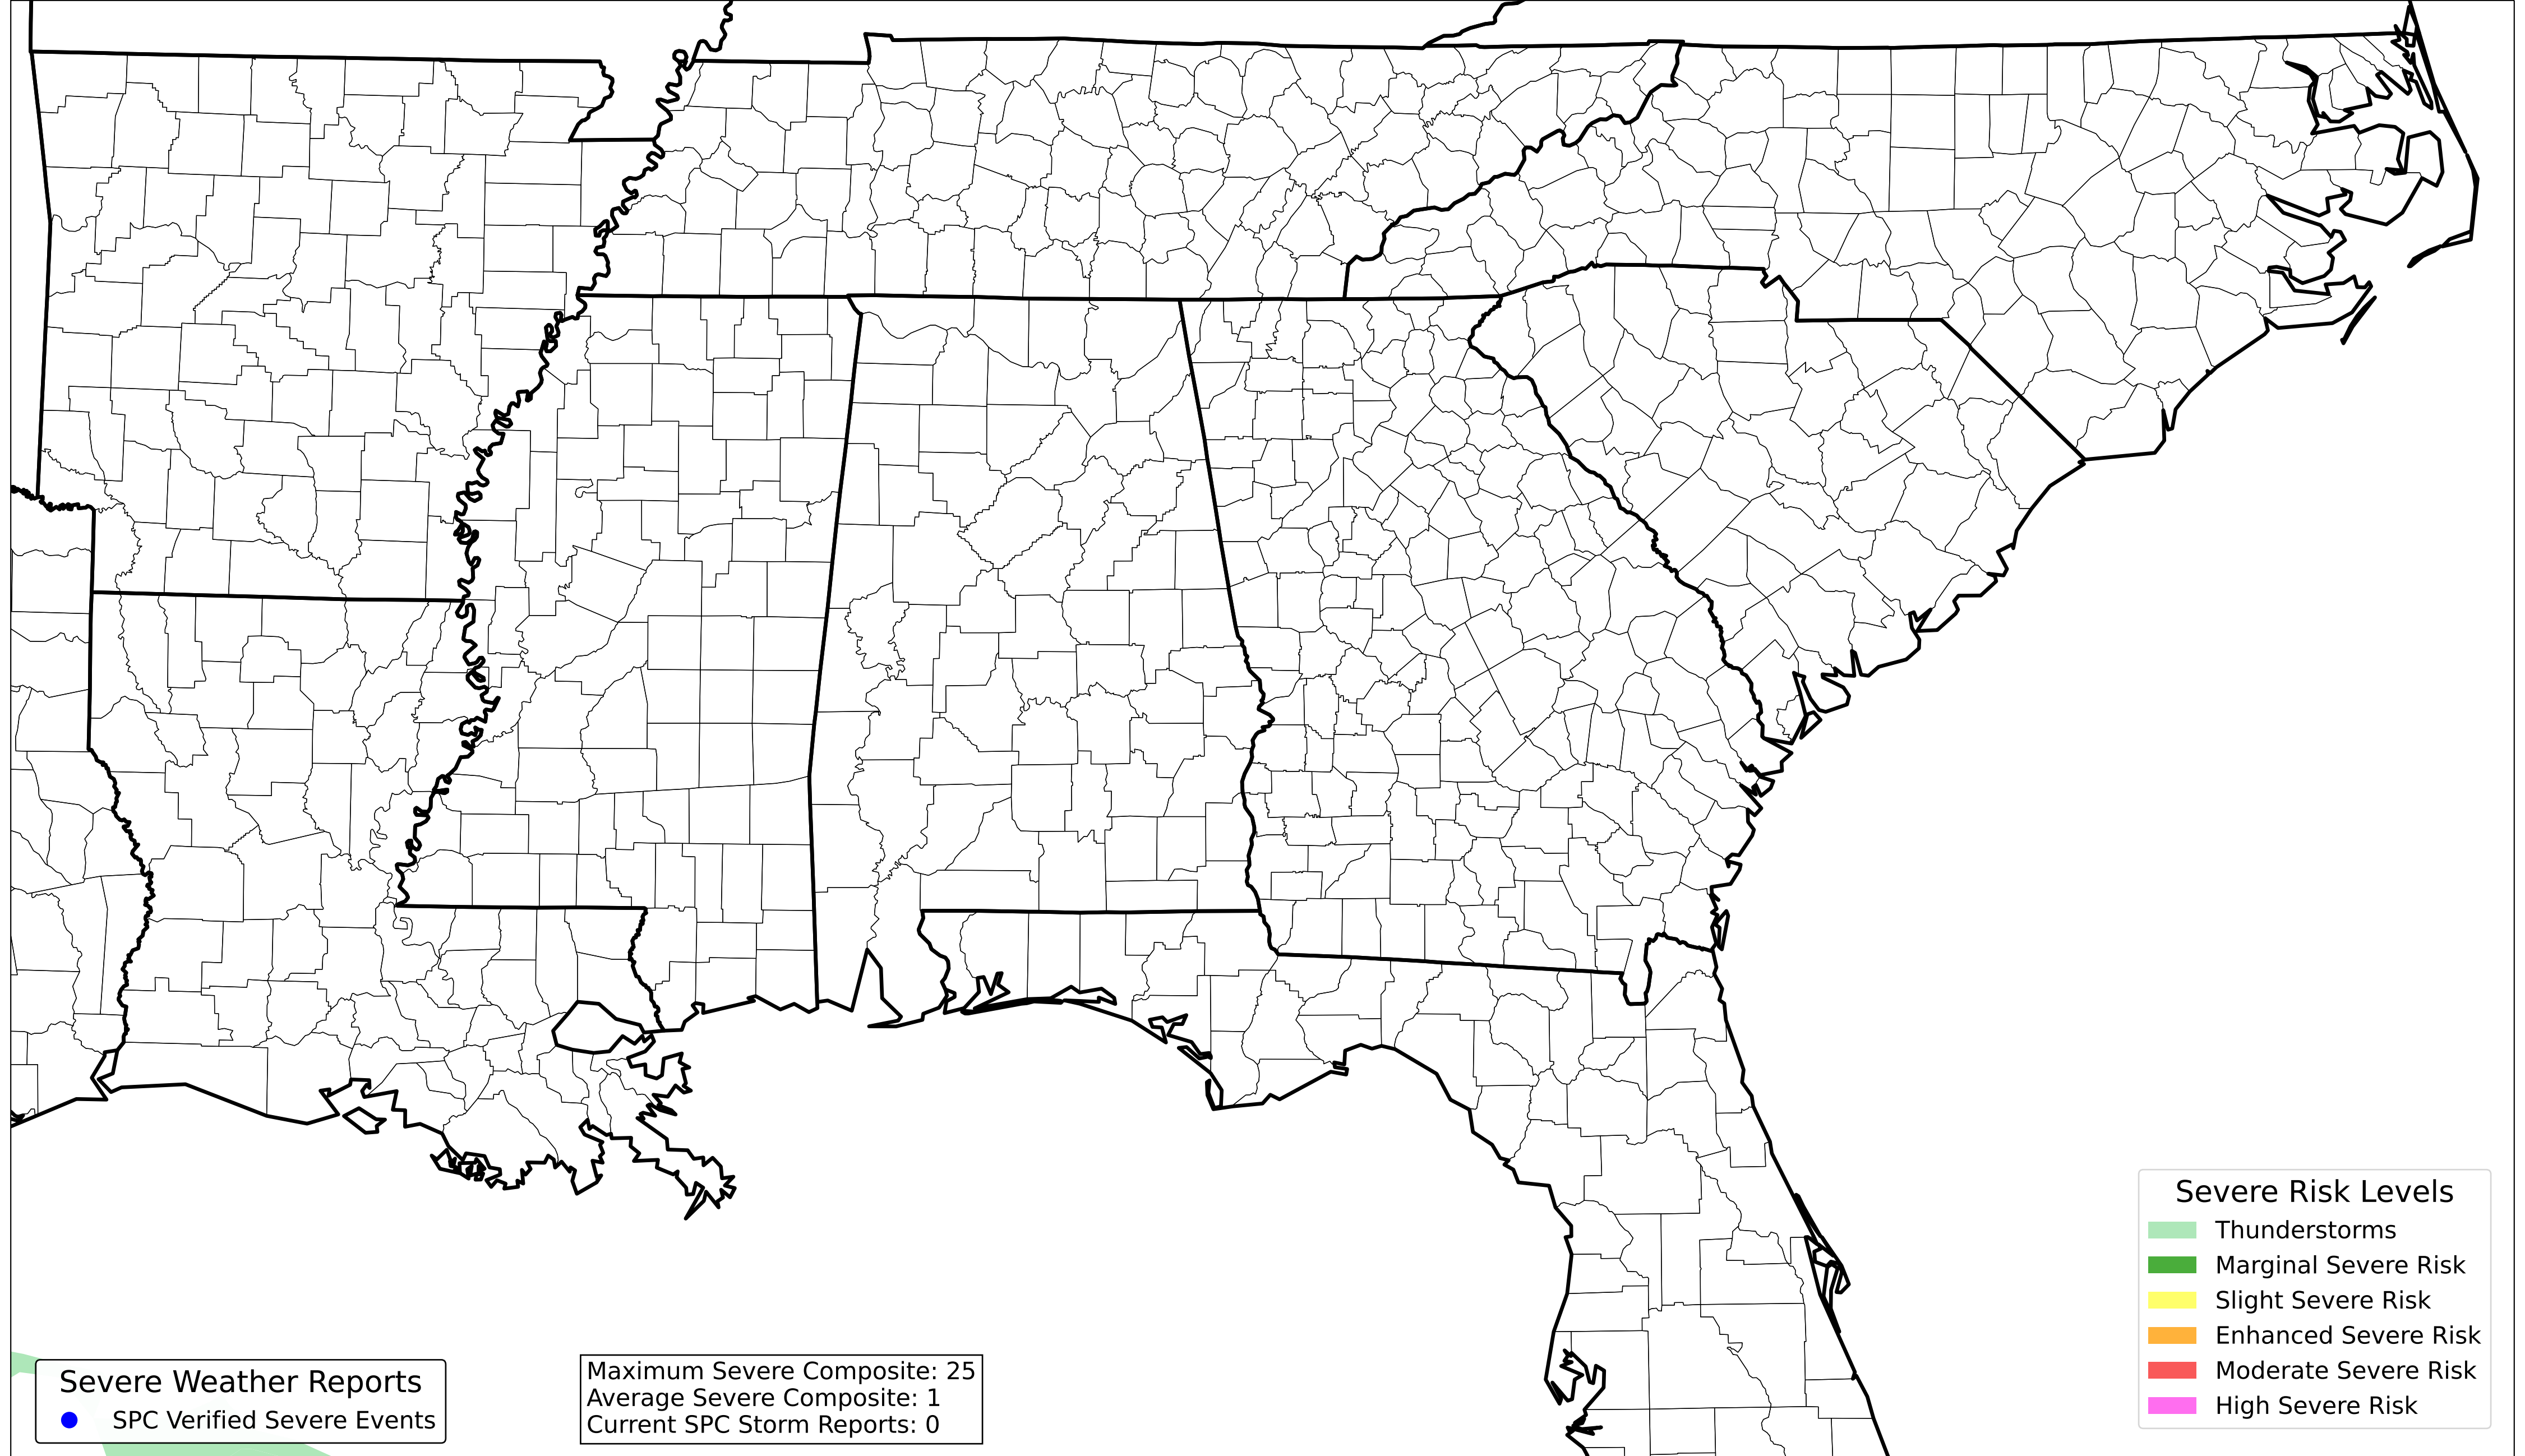 Severe Weather Reports
SPC Verified Severe Events
Maximum Severe Composite: 25
Average Severe Composite: 1
Current SPC Storm Reports: 0
Severe Risk Levels
Thunderstorms
Marginal Severe Risk
Slight Severe Risk
Enhanced Severe Risk
Moderate Severe Risk
High Severe Risk